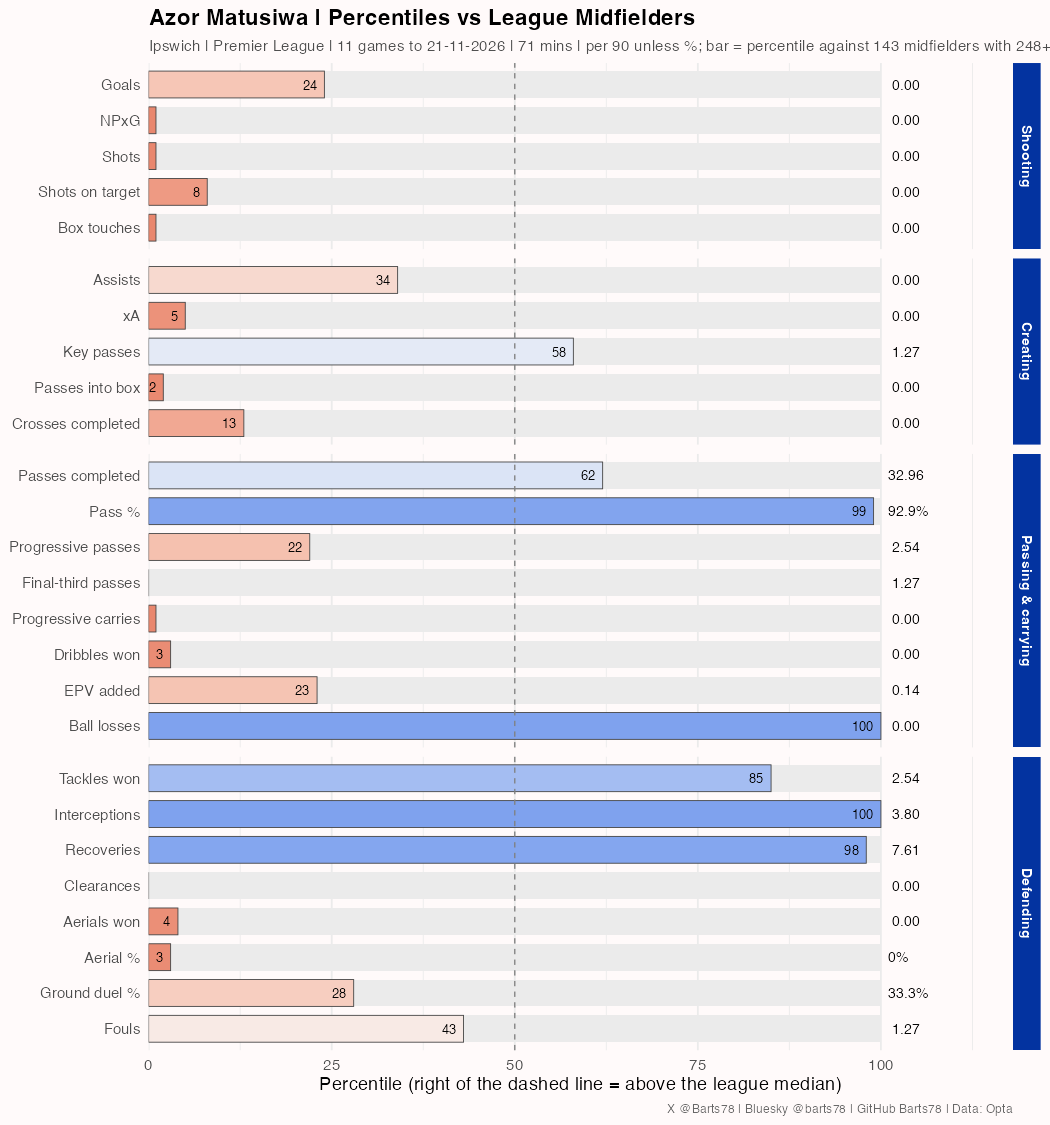 Azor Matusiwa | Percentiles vs League Midfielders
Ipswich | Premier League | 11 games to 21-11-2026 | 71 mins | per 90 unless %; bar = percentile against 143 midfielders with 248+
Goals 24 0.00
NPxG 0.00
Shots 0.00
Shots on target 8 0.00
Box touches 0.00
Shooting
Assists 34 0.00
xA 5 0.00
Key passes 58 1.27
Passes into box 2 0.00
Crosses completed 13 0.00
Creating
Passes completed 62 32.96
Pass % 99 92.9%
Progressive passes 22 2.54
Final-third passes 1.27
Progressive carries 0.00
Dribbles won 3 0.00
EPV added 23 0.14
Ball losses 100 0.00
Passing & carrying
Tackles won 85 2.54
Interceptions 100 3.80
Recoveries 98 7.61
Clearances 0.00
Aerials won 4 0.00
Aerial % 3 0%
Ground duel % 28 33.3%
Fouls 43 1.27
Defending
0 25 50 75 100
Percentile (right of the dashed line = above the league median)
X @Barts78 | Bluesky @barts78 | GitHub Barts78 | Data: Opta